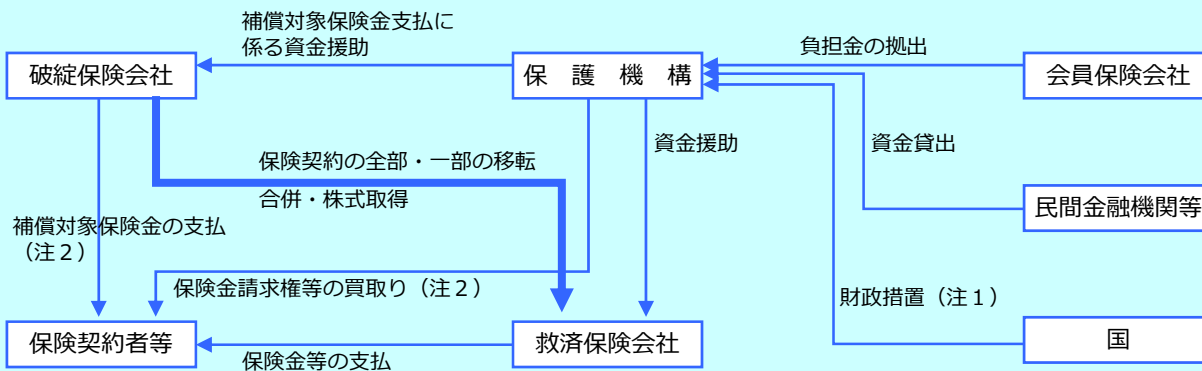 補償対象保険金支払に
係る資金援助
負担金の拠出
破綻保険会社
保　護　機　構
会員保険会社
資金援助
資金貸出
保険契約の全部・一部の移転
合併・株式取得
民間金融機関等
補償対象保険金の支払
（注２）
保険金請求権等の買取り（注２）
財政措置（注１）
保険契約者等
救済保険会社
国
保険金等の支払